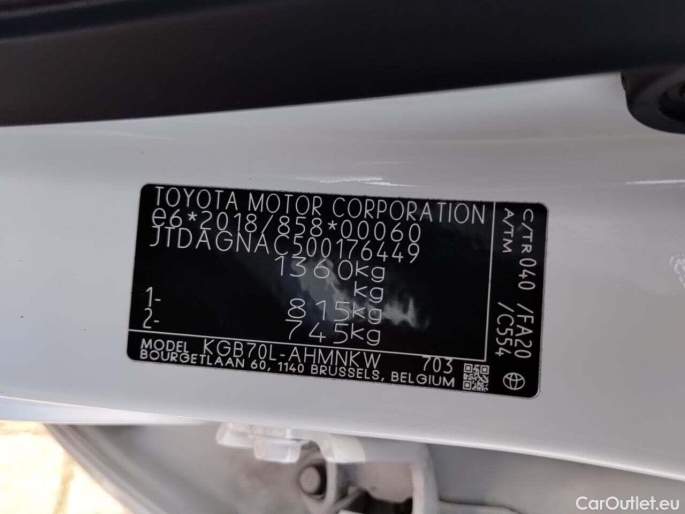 TOYOTA MOTOR CORPORATION
e6*2018/858*00060
JTDAGNAC500176449
1360kg
kg
1- 815kg
2- 745kg
MODEL KGB70L-AHMNKW 703
BOURGETLAAN 60, 1140 BRUSSELS, BELGIUM
C/TR 040 /FA20
A/TM /C554
CarOutlet.eu